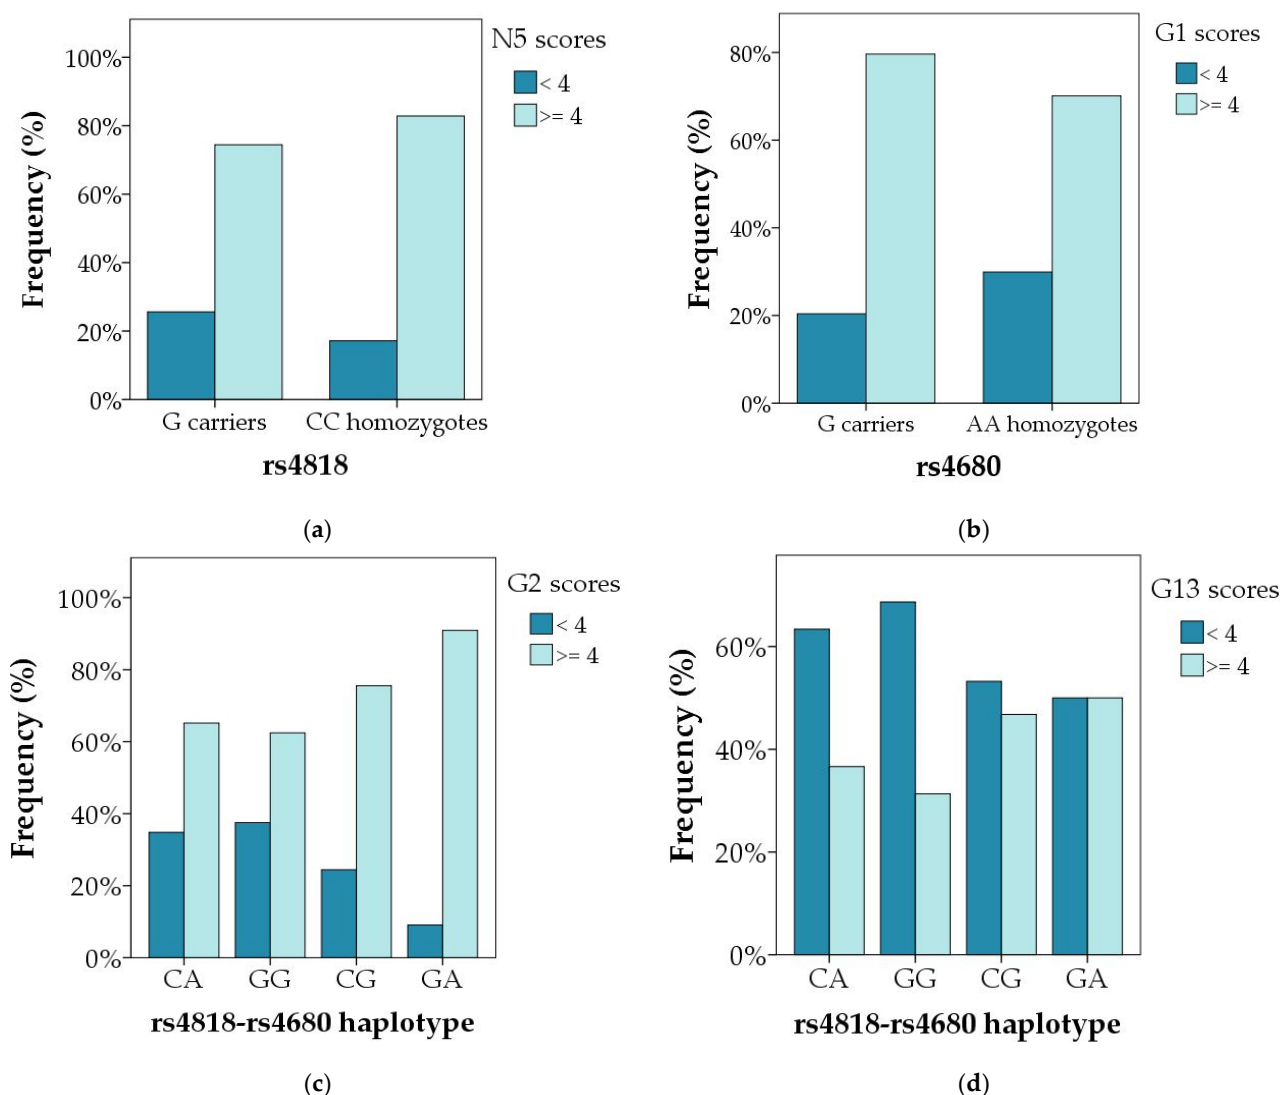 N5 scores
< 4
>= 4
Frequency (%)
100%
80%
60%
40%
20%
0%
G carriers
CC homozygotes
rs4818
(a)
G1 scores
< 4
>= 4
Frequency (%)
80%
60%
40%
20%
0%
G carriers
AA homozygotes
rs4680
(b)
G2 scores
< 4
>= 4
Frequency (%)
100%
80%
60%
40%
20%
0%
CA GG CG GA
rs4818-rs4680 haplotype
(c)
G13 scores
< 4
>= 4
Frequency (%)
60%
40%
20%
0%
CA GG CG GA
rs4818-rs4680 haplotype
(d)